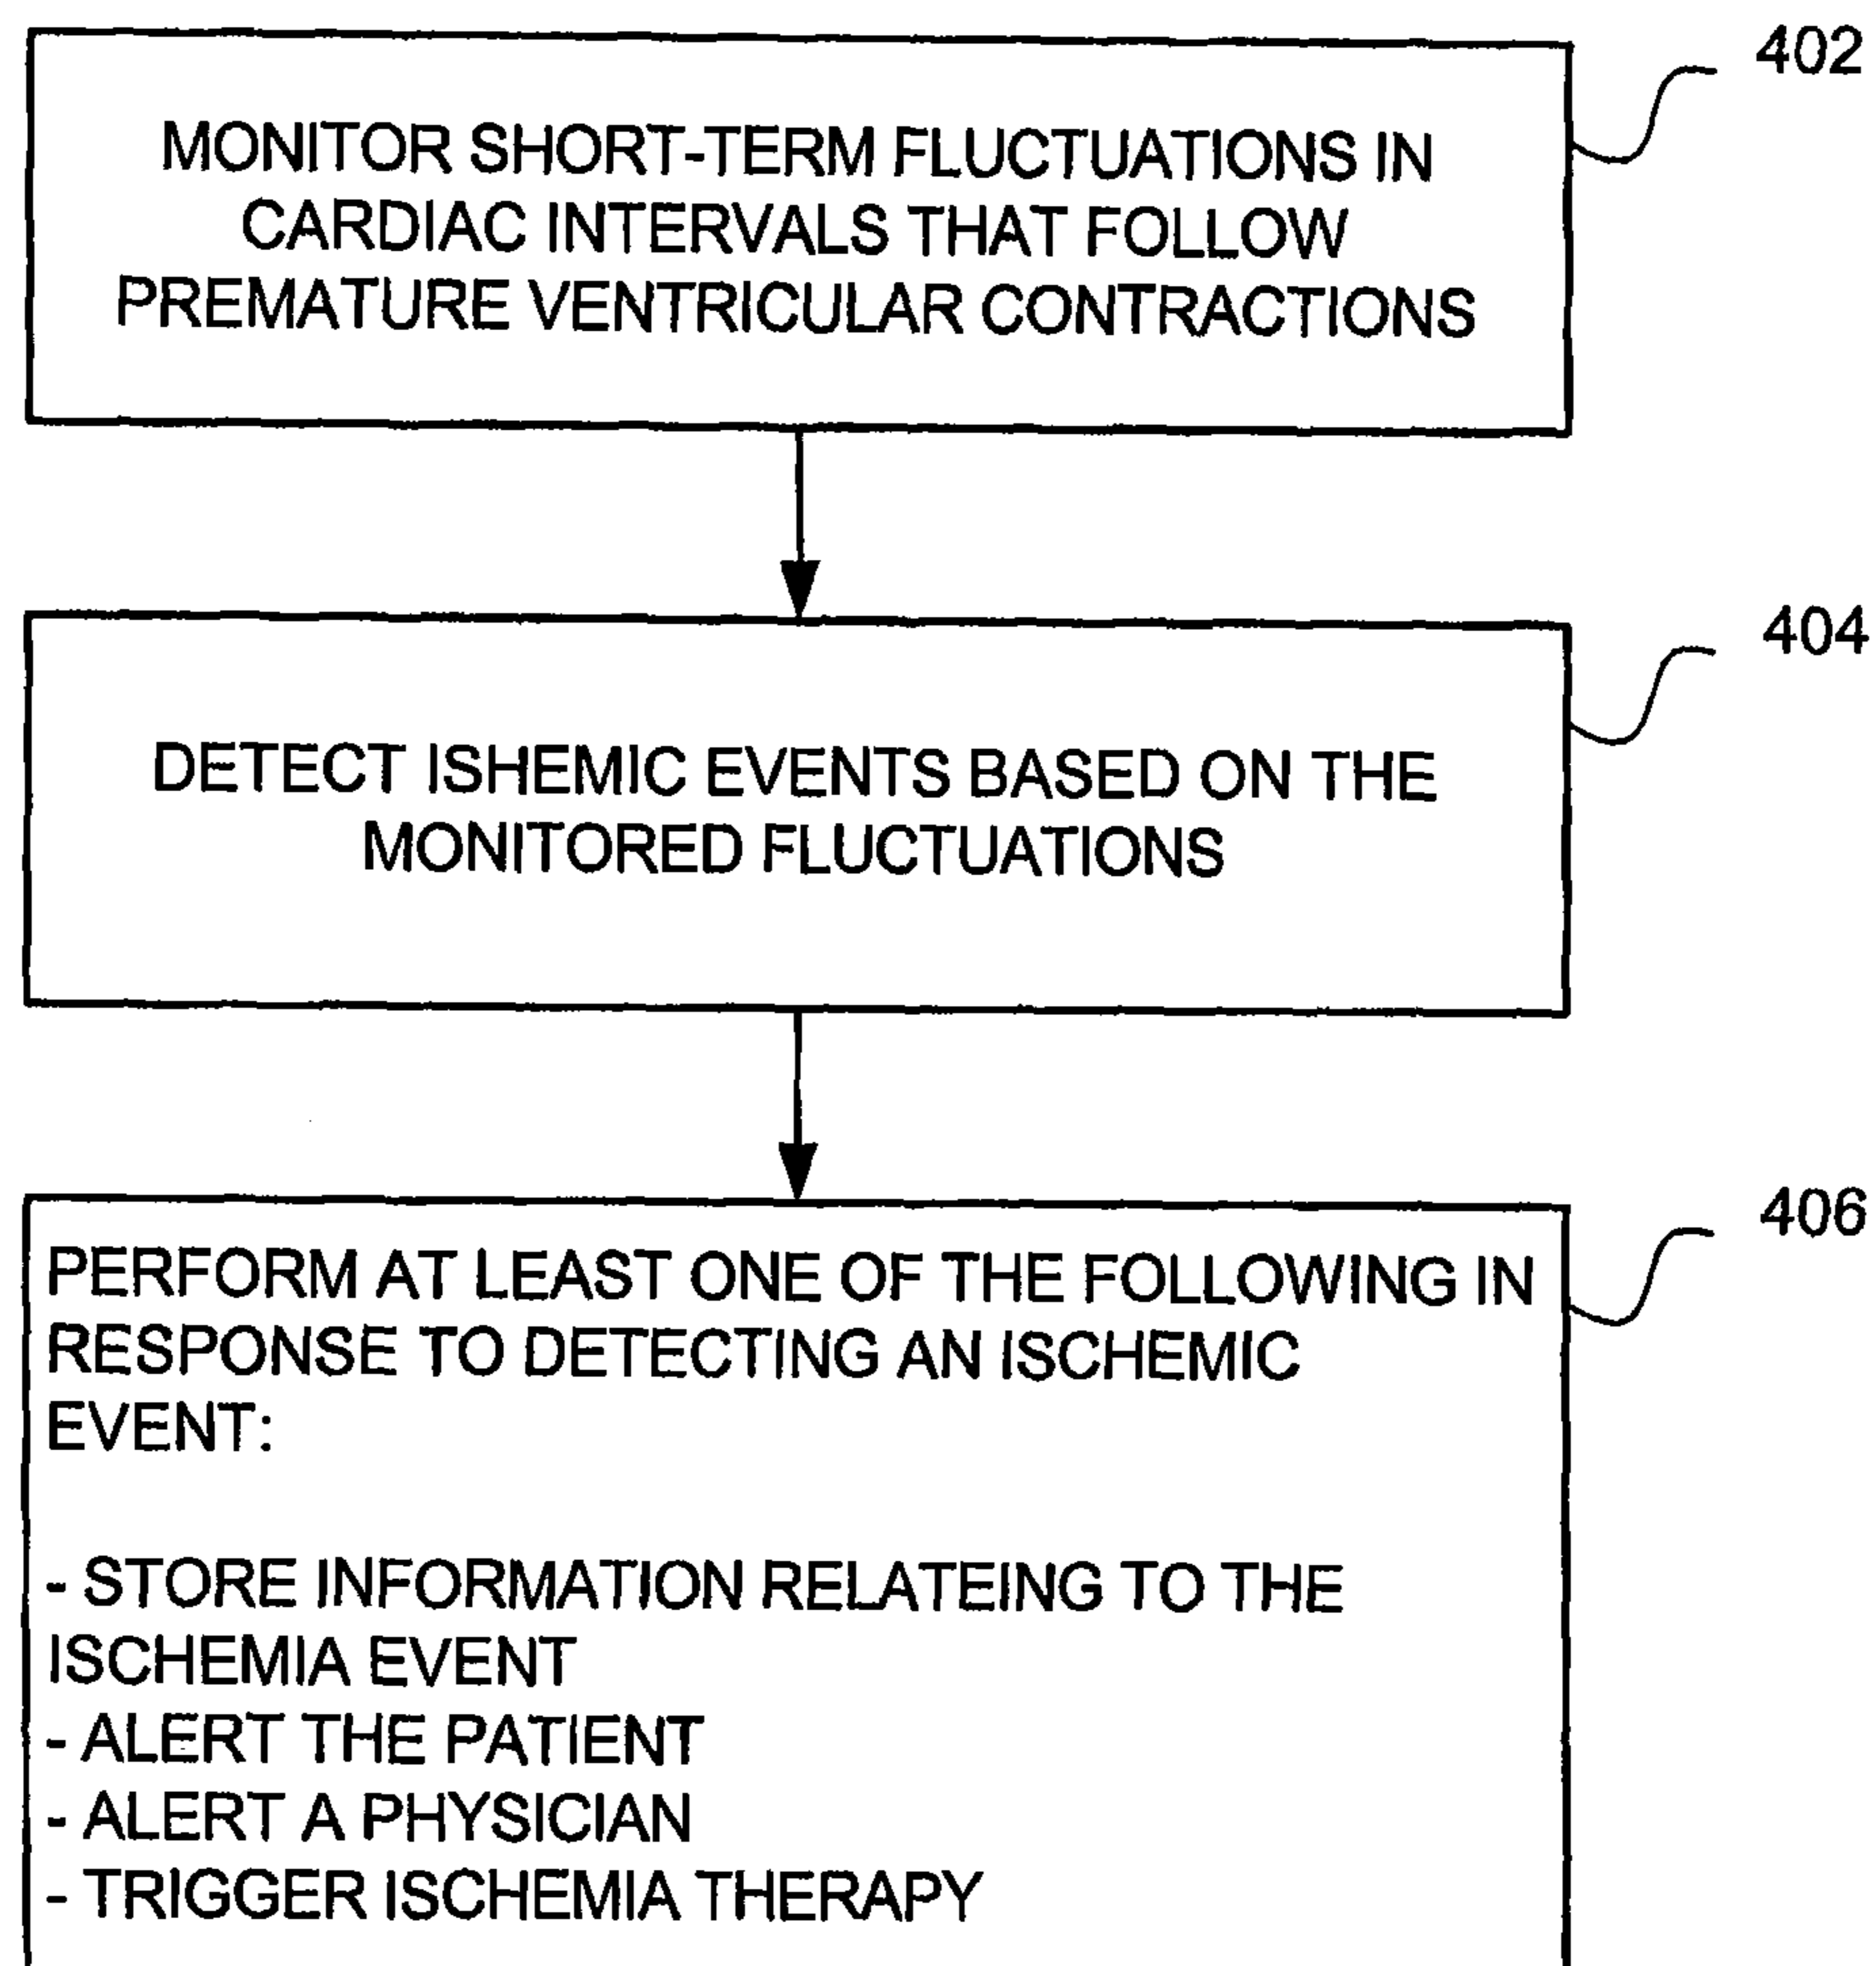 402
MONITOR SHORT-TERM FLUCTUATIONS IN
CARDIAC INTERVALS THAT FOLLOW
PREMATURE VENTRICULAR CONTRACTIONS
404
DETECT ISHEMIC EVENTS BASED ON THE
MONITORED FLUCTUATIONS
406
PERFORM AT LEAST ONE OF THE FOLLOWING IN
RESPONSE TO DETECTING AN ISCHEMIC
EVENT:
- STORE INFORMATION RELATEING TO THE
ISCHEMIA EVENT
- ALERT THE PATIENT
- ALERT A PHYSICIAN
- TRIGGER ISCHEMIA THERAPY